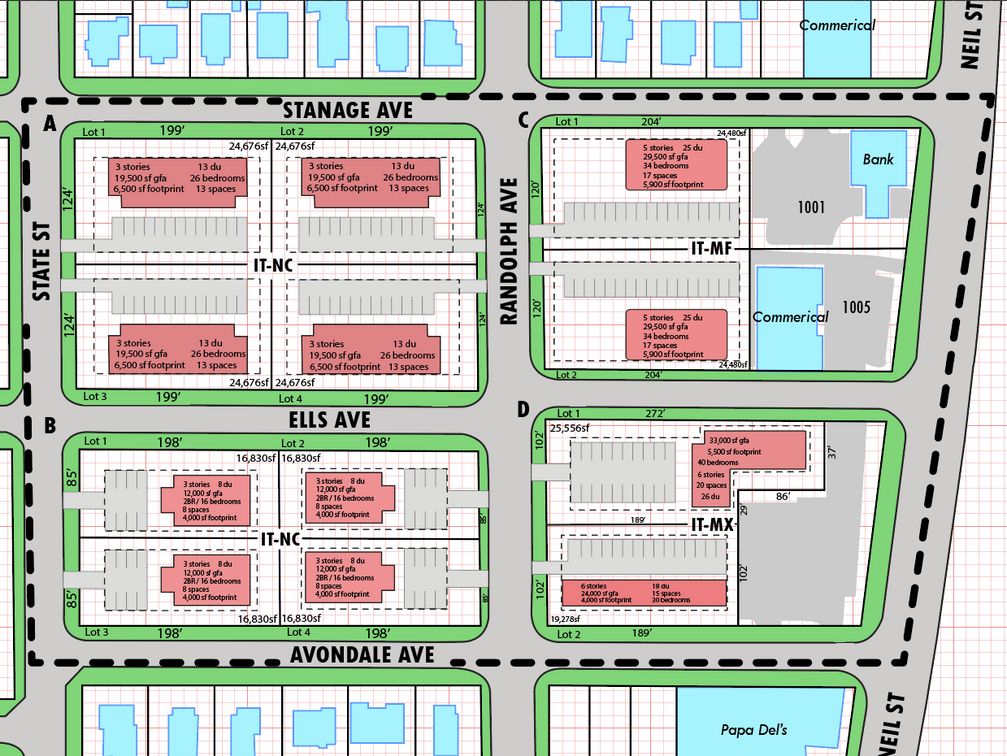 Commerical
NEIL ST
STANAGE AVE
A
Lot 1
199'
Lot 2
199'
24,676sf
24,676sf
3 stories 13 du
19,500 sf gfa 26 bedrooms
6,500 sf footprint 13 spaces
3 stories 13 du
19,500 sf gfa 26 bedrooms
6,500 sf footprint 13 spaces
124'
124'
STATE ST
IT-NC
124'
124'
3 stories 13 du
19,500 sf gfa 26 bedrooms
6,500 sf footprint 13 spaces
3 stories 13 du
19,500 sf gfa 26 bedrooms
6,500 sf footprint 13 spaces
24,676sf
24,676sf
Lot 3
199'
Lot 4
199'
RANDOLPH AVE
C
Lot 1
204'
24,480sf
5 stories 25 du
29,500 sf gfa
34 bedrooms
17 spaces
5,900 sf footprint
120'
Bank
1001
IT-MF
120'
Commerical
1005
5 stories 25 du
29,500 sf gfa
34 bedrooms
17 spaces
5,900 sf footprint
24,480sf
Lot 2
204'
ELLS AVE
B
Lot 1
198'
Lot 2
198'
16,830sf
16,830sf
85'
3 stories 8 du
12,000 sf gfa
2BR/ 16 bedrooms
8 spaces
4,000 sf footprint
3 stories 8 du
12,000 sf gfa
2BR/ 16 bedrooms
8 spaces
4,000 sf footprint
85'
IT-NC
85'
3 stories 8 du
12,000 sf gfa
2BR/ 16 bedrooms
8 spaces
4,000 sf footprint
3 stories 8 du
12,000 sf gfa
2BR/ 16 bedrooms
8 spaces
4,000 sf footprint
85'
16,830sf
16,830sf
Lot 3
198'
Lot 4
198'
D
Lot 1
272'
25,556sf
102'
33,000 sf gfa
5,500 sf footprint
40 bedrooms
6 stories
20 spaces
26 du
37'
86'
29'
189'
IT-MX
102'
102'
6 stories 18 du
24,000 sf gfa 15 spaces
4,000 sf footprint 30 bedrooms
19,278sf
Lot 2
189'
AVONDALE AVE
Papa Del's
NEIL ST